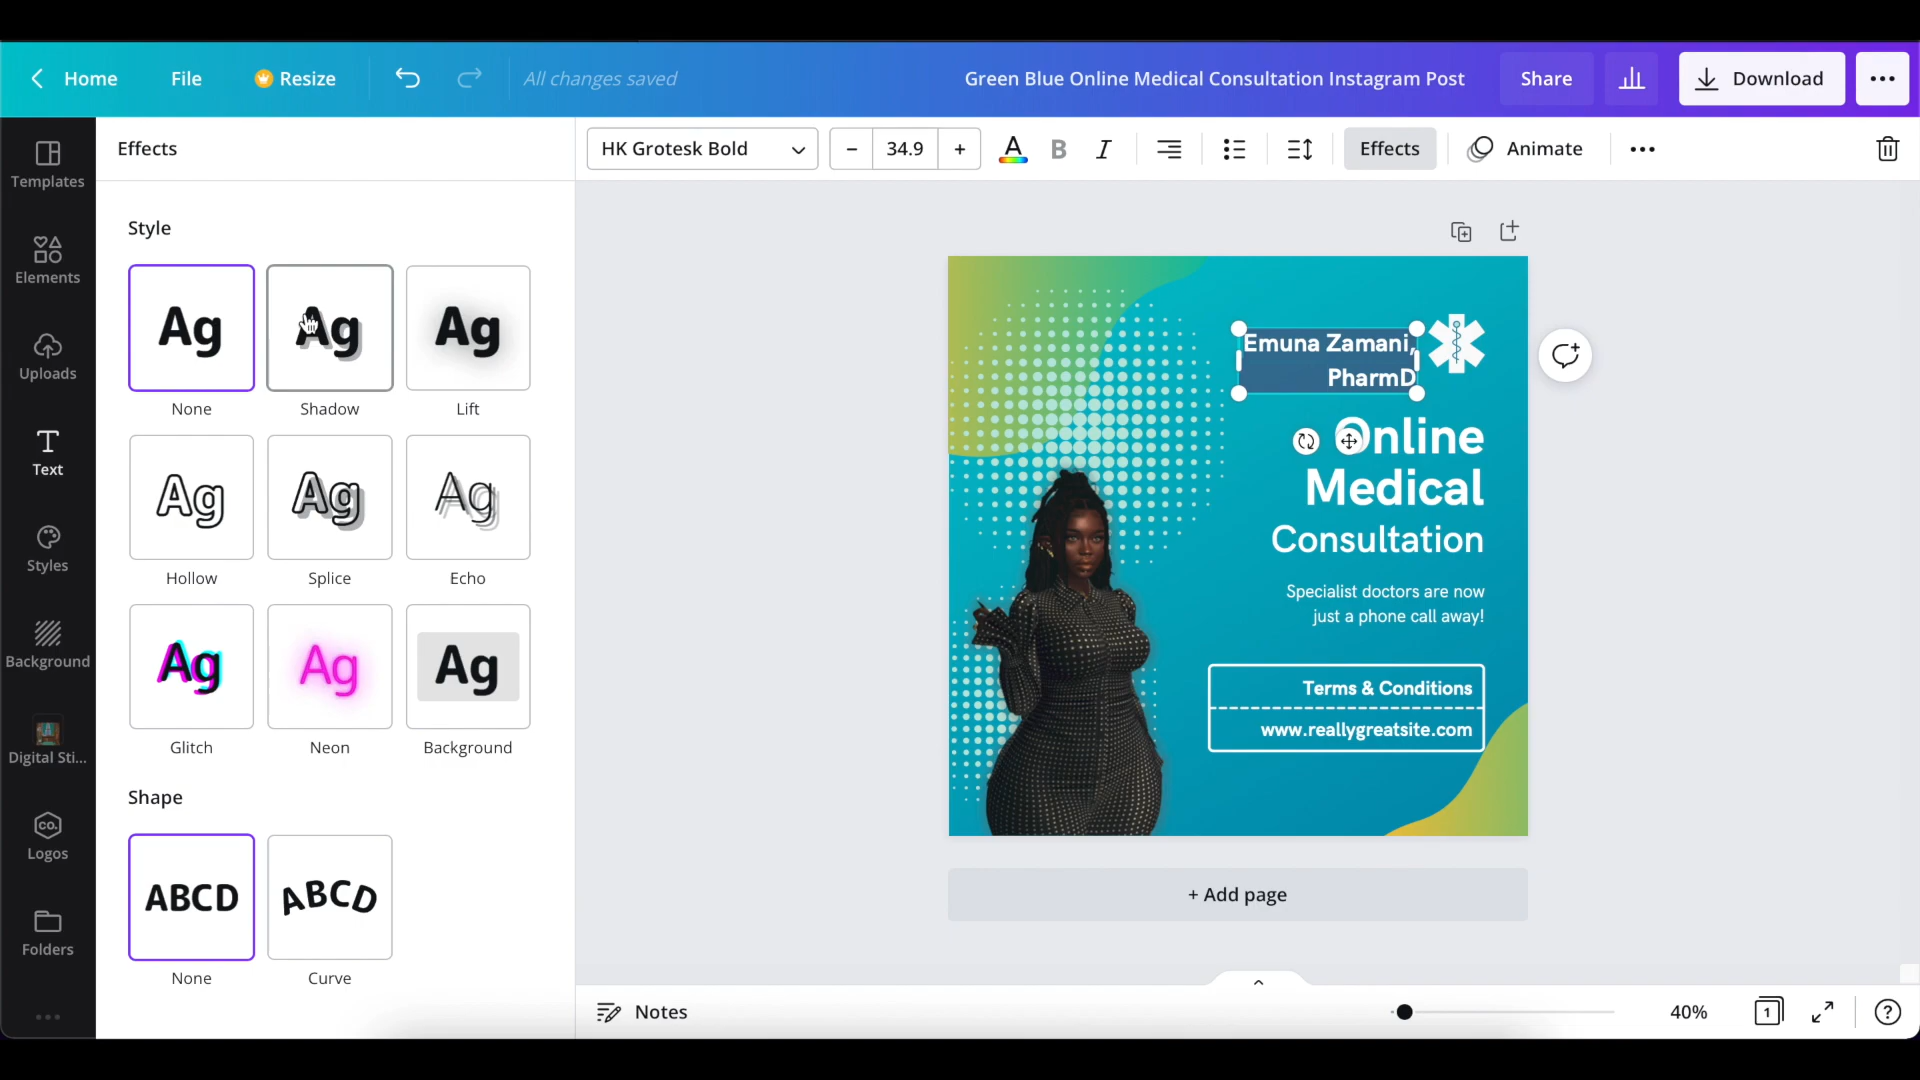 Home
File
Resize
All changes saved
Green Blue Online Medical Consultation Instagram Post
Share
Download
Templates
Elements
Uploads
Text
Styles
Background
Digital Sti...
Logos
CO.
Folders
Effects
Style
Ag
Ag
Ag
None
Shadow
Lift
Ag
Ag
Ag
Hollow
Splice
Echo
Ag
Ag
Ag
Glitch
Neon
Background
Shape
ABCD
ABCD
None
Curve
HK Grotesk Bold
34.9
A
B
I
Effects
Animate
Emuna Zamani,
PharmD
Online
Medical
Consultation
Specialist doctors are now
just a phone call away!
Terms & Conditions
www.reallygreatsite.com
+ Add page
Notes
40%
1
?